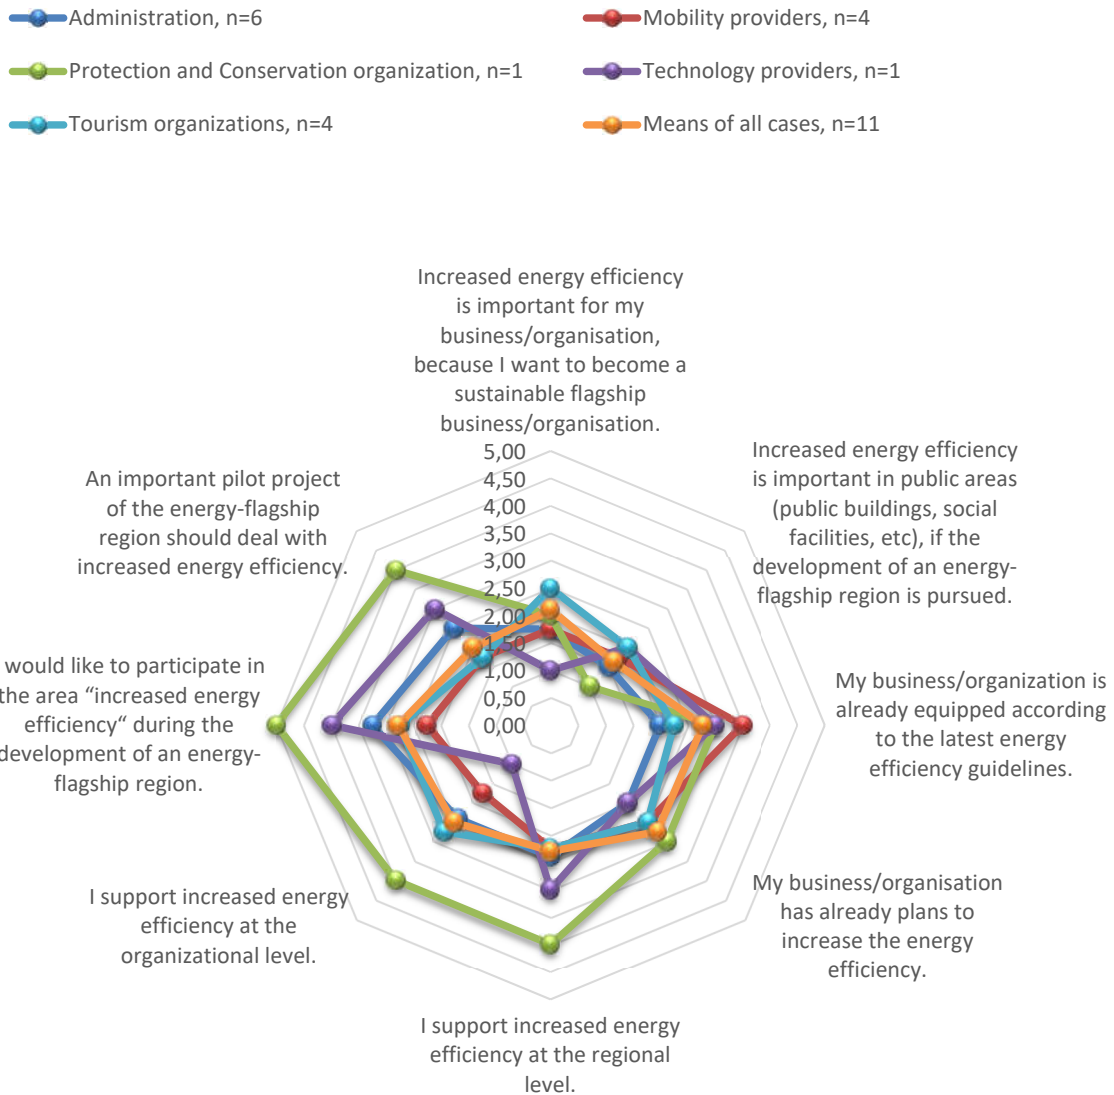 Administration, n=6
Mobility providers, n=4
Protection and Conservation organization, n=1
Technology providers, n=1
Tourism organizations, n=4
Means of all cases, n=11
Increased energy efficiency
is important for my
business/organisation,
because I want to become a
sustainable flagship
business/organisation.
Increased energy efficiency
is important in public areas
(public buildings, social
facilities, etc), if the
development of an energy-
flagship region is pursued.
My business/organization is
already equipped according
to the latest energy
efficiency guidelines.
My business/organisation
has already plans to
increase the energy
efficiency.
I support increased energy
efficiency at the regional
level.
I support increased energy
efficiency at the
organizational level.
would like to participate in
the area “increased energy
efficiency“ during the
development of an energy-
flagship region.
An important pilot project
of the energy-flagship
region should deal with
increased energy efficiency.
5,00
4,50
4,00
3,50
3,00
2,50
2,00
1,50
1,00
0,50
0,00